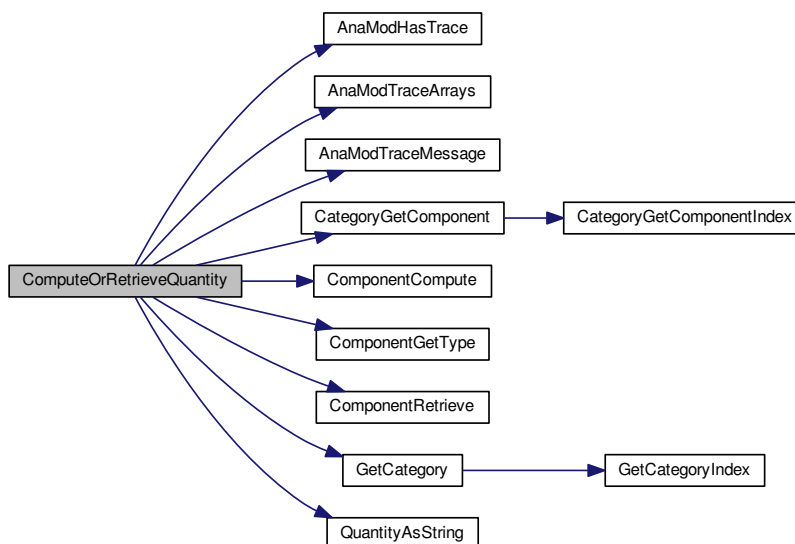 AnaModHasTrace
AnaModTraceArrays
AnaModTraceMessage
CategoryGetComponent
CategoryGetComponentIndex
ComputeOrRetrieveQuantity
ComponentCompute
ComponentGetType
ComponentRetrieve
GetCategory
GetCategoryIndex
QuantityAsString